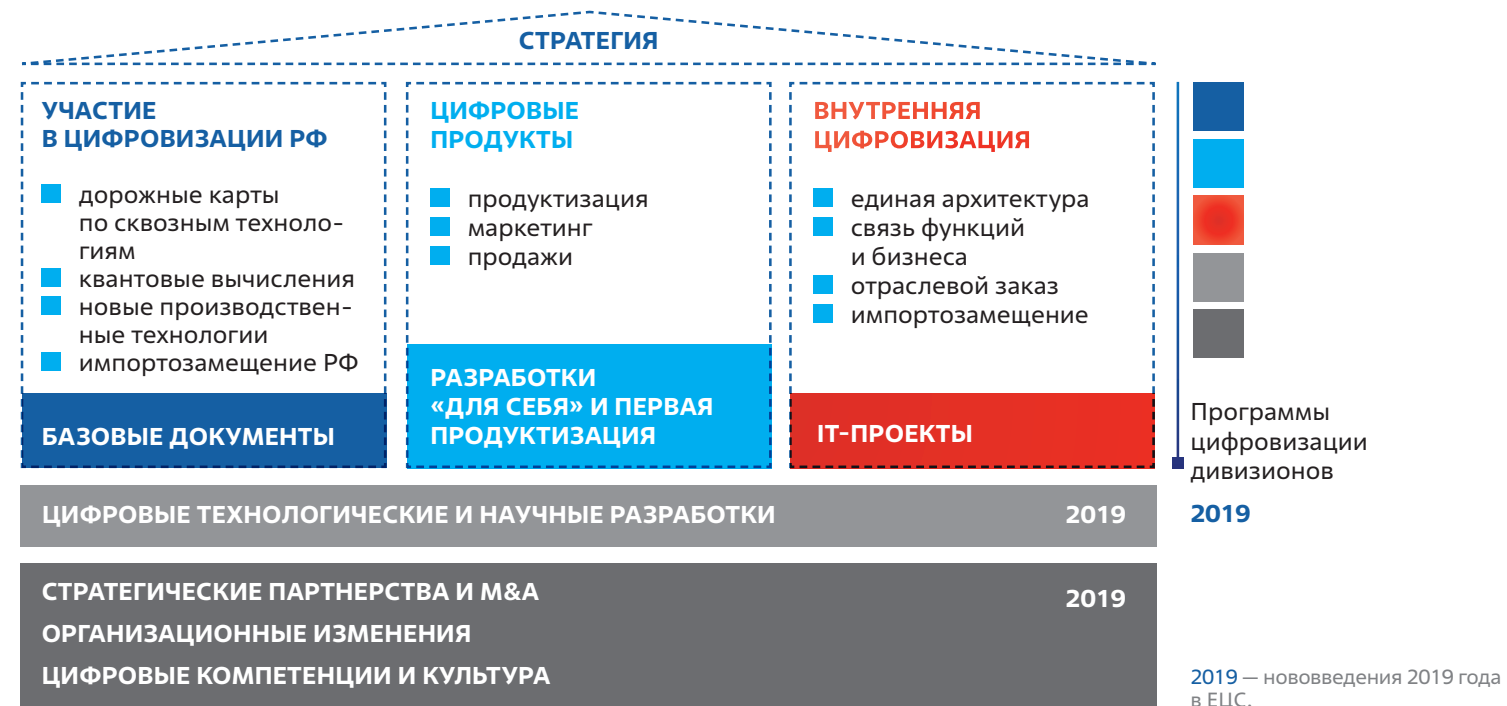 СТРАТЕГИЯ
УЧАСТИЕ
В ЦИФРОВИЗАЦИИ РФ
дорожные карты
по сквозным техноло-
гиям
квантовые вычисления
новые производствен-
ные технологии
импортозамещение РФ
БАЗОВЫЕ ДОКУМЕНТЫ
ЦИФРОВЫЕ
ПРОДУКТЫ
продуктизация
маркетинг
продажи
РАЗРАБОТКИ
«ДЛЯ СЕБЯ» И ПЕРВАЯ
ПРОДУКТИЗАЦИЯ
ВНУТРЕННЯЯ
ЦИФРОВИЗАЦИЯ
единая архитектура
связь функций
и бизнеса
отраслевой заказ
импортозамещение
IT-ПРОЕКТЫ
Программы
цифровизации
дивизионов
2019
ЦИФРОВЫЕ ТЕХНОЛОГИЧЕСКИЕ И НАУЧНЫЕ РАЗРАБОТКИ 2019
СТРАТЕГИЧЕСКИЕ ПАРТНЕРСТВА И M&A 2019
ОРГАНИЗАЦИОННЫЕ ИЗМЕНЕНИЯ
ЦИФРОВЫЕ КОМПЕТЕНЦИИ И КУЛЬТУРА
2019 — нововведения 2019 года
в ЕЦС.